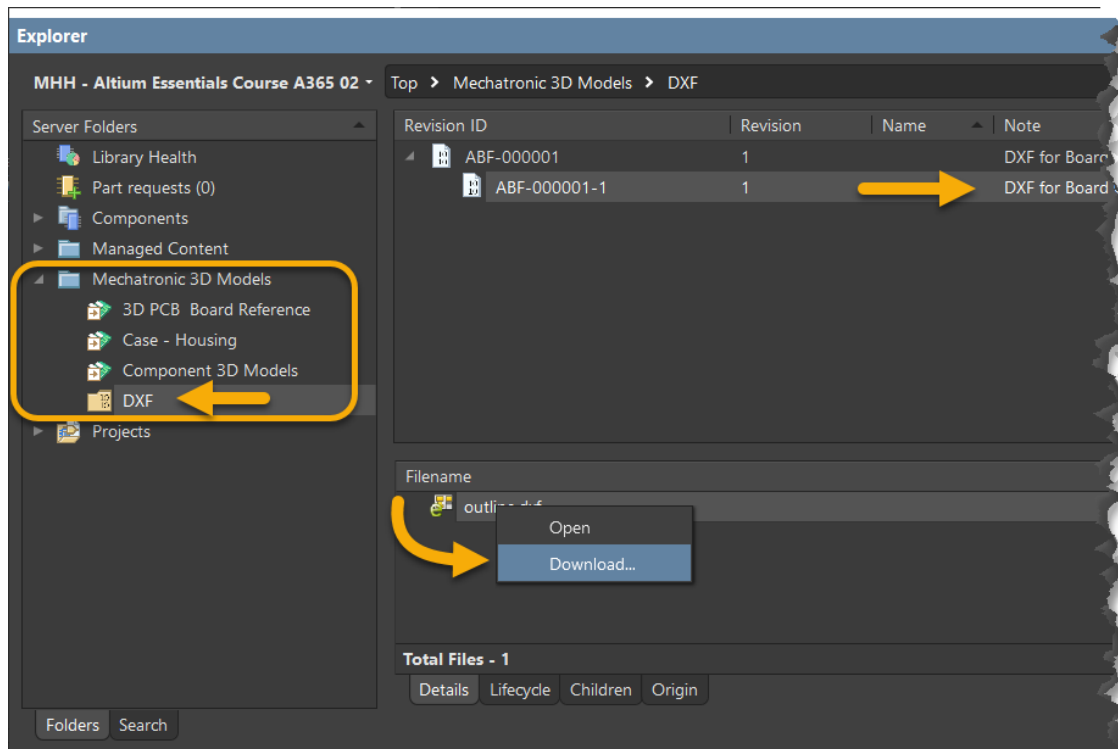 Explorer
MHH - Altium Essentials Course A365 02
Top > Mechatronic 3D Models > DXF
Server Folders
Library Health
Part requests (0)
Components
Managed Content
Mechatronic 3D Models
3D PCB Board Reference
Case - Housing
Component 3D Models
DXF
Projects
Folders Search
Revision ID Revision Name Note
ABF-000001 1 DXF for Board
ABF-000001-1 1 DXF for Board
Filename
outline.dxf
Open
Download...
Total Files - 1
Details Lifecycle Children Origin